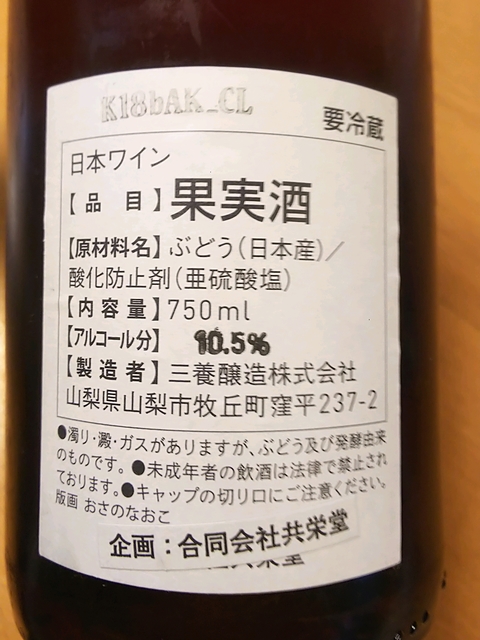 K18bAK_CL
要冷蔵
日本ワイン
【品 目】果実酒
【原材料名】ぶどう(日本産)／
酸化防止剤(亜硫酸塩)
【内容量】750ml
【アルコール分】 10.5%
【製造者】三養醸造株式会社
山梨県山梨市牧丘町窪平237-2
●濁り・澱・ガスがありますが、ぶどう及び発酵由来
のものです。●未成年者の飲酒は法律で禁止され
ております。●キャップの切り口にご注意ください。
版画 おさのなおこ
企画：合同会社共栄堂